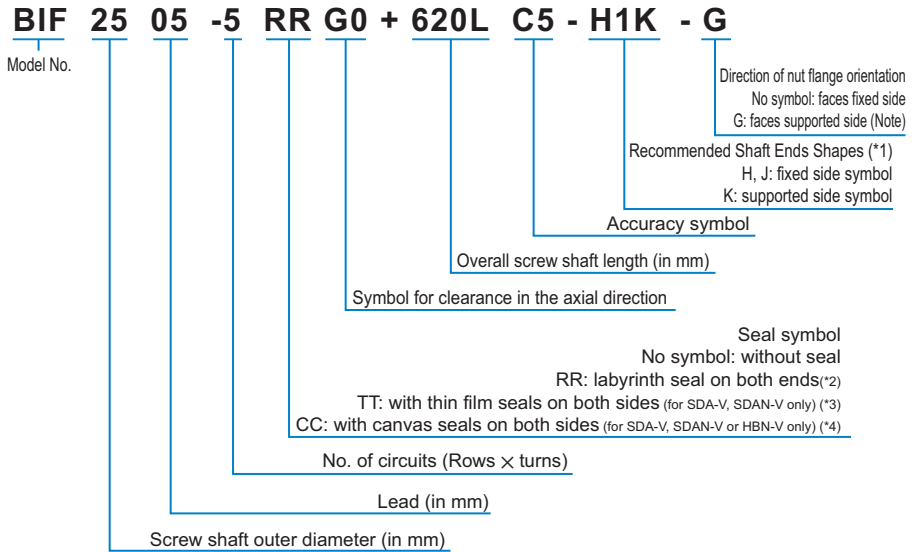 BIF 25 05 -5 RR G0 + 620L C5 - H1K - G
Model No.
Direction of nut flange orientation
No symbol: faces fixed side
G: faces supported side (Note)
Recommended Shaft Ends Shapes (*1)
H, J: fixed side symbol
K: supported side symbol
Accuracy symbol
Overall screw shaft length (in mm)
Symbol for clearance in the axial direction
Seal symbol
No symbol: without seal
RR: labyrinth seal on both ends(*2)
TT: with thin film seals on both sides (for SDA-V, SDAN-V only) (*3)
CC: with canvas seals on both sides (for SDA-V, SDAN-V or HBN-V only) (*4)
No. of circuits (Rows × turns)
Lead (in mm)
Screw shaft outer diameter (in mm)